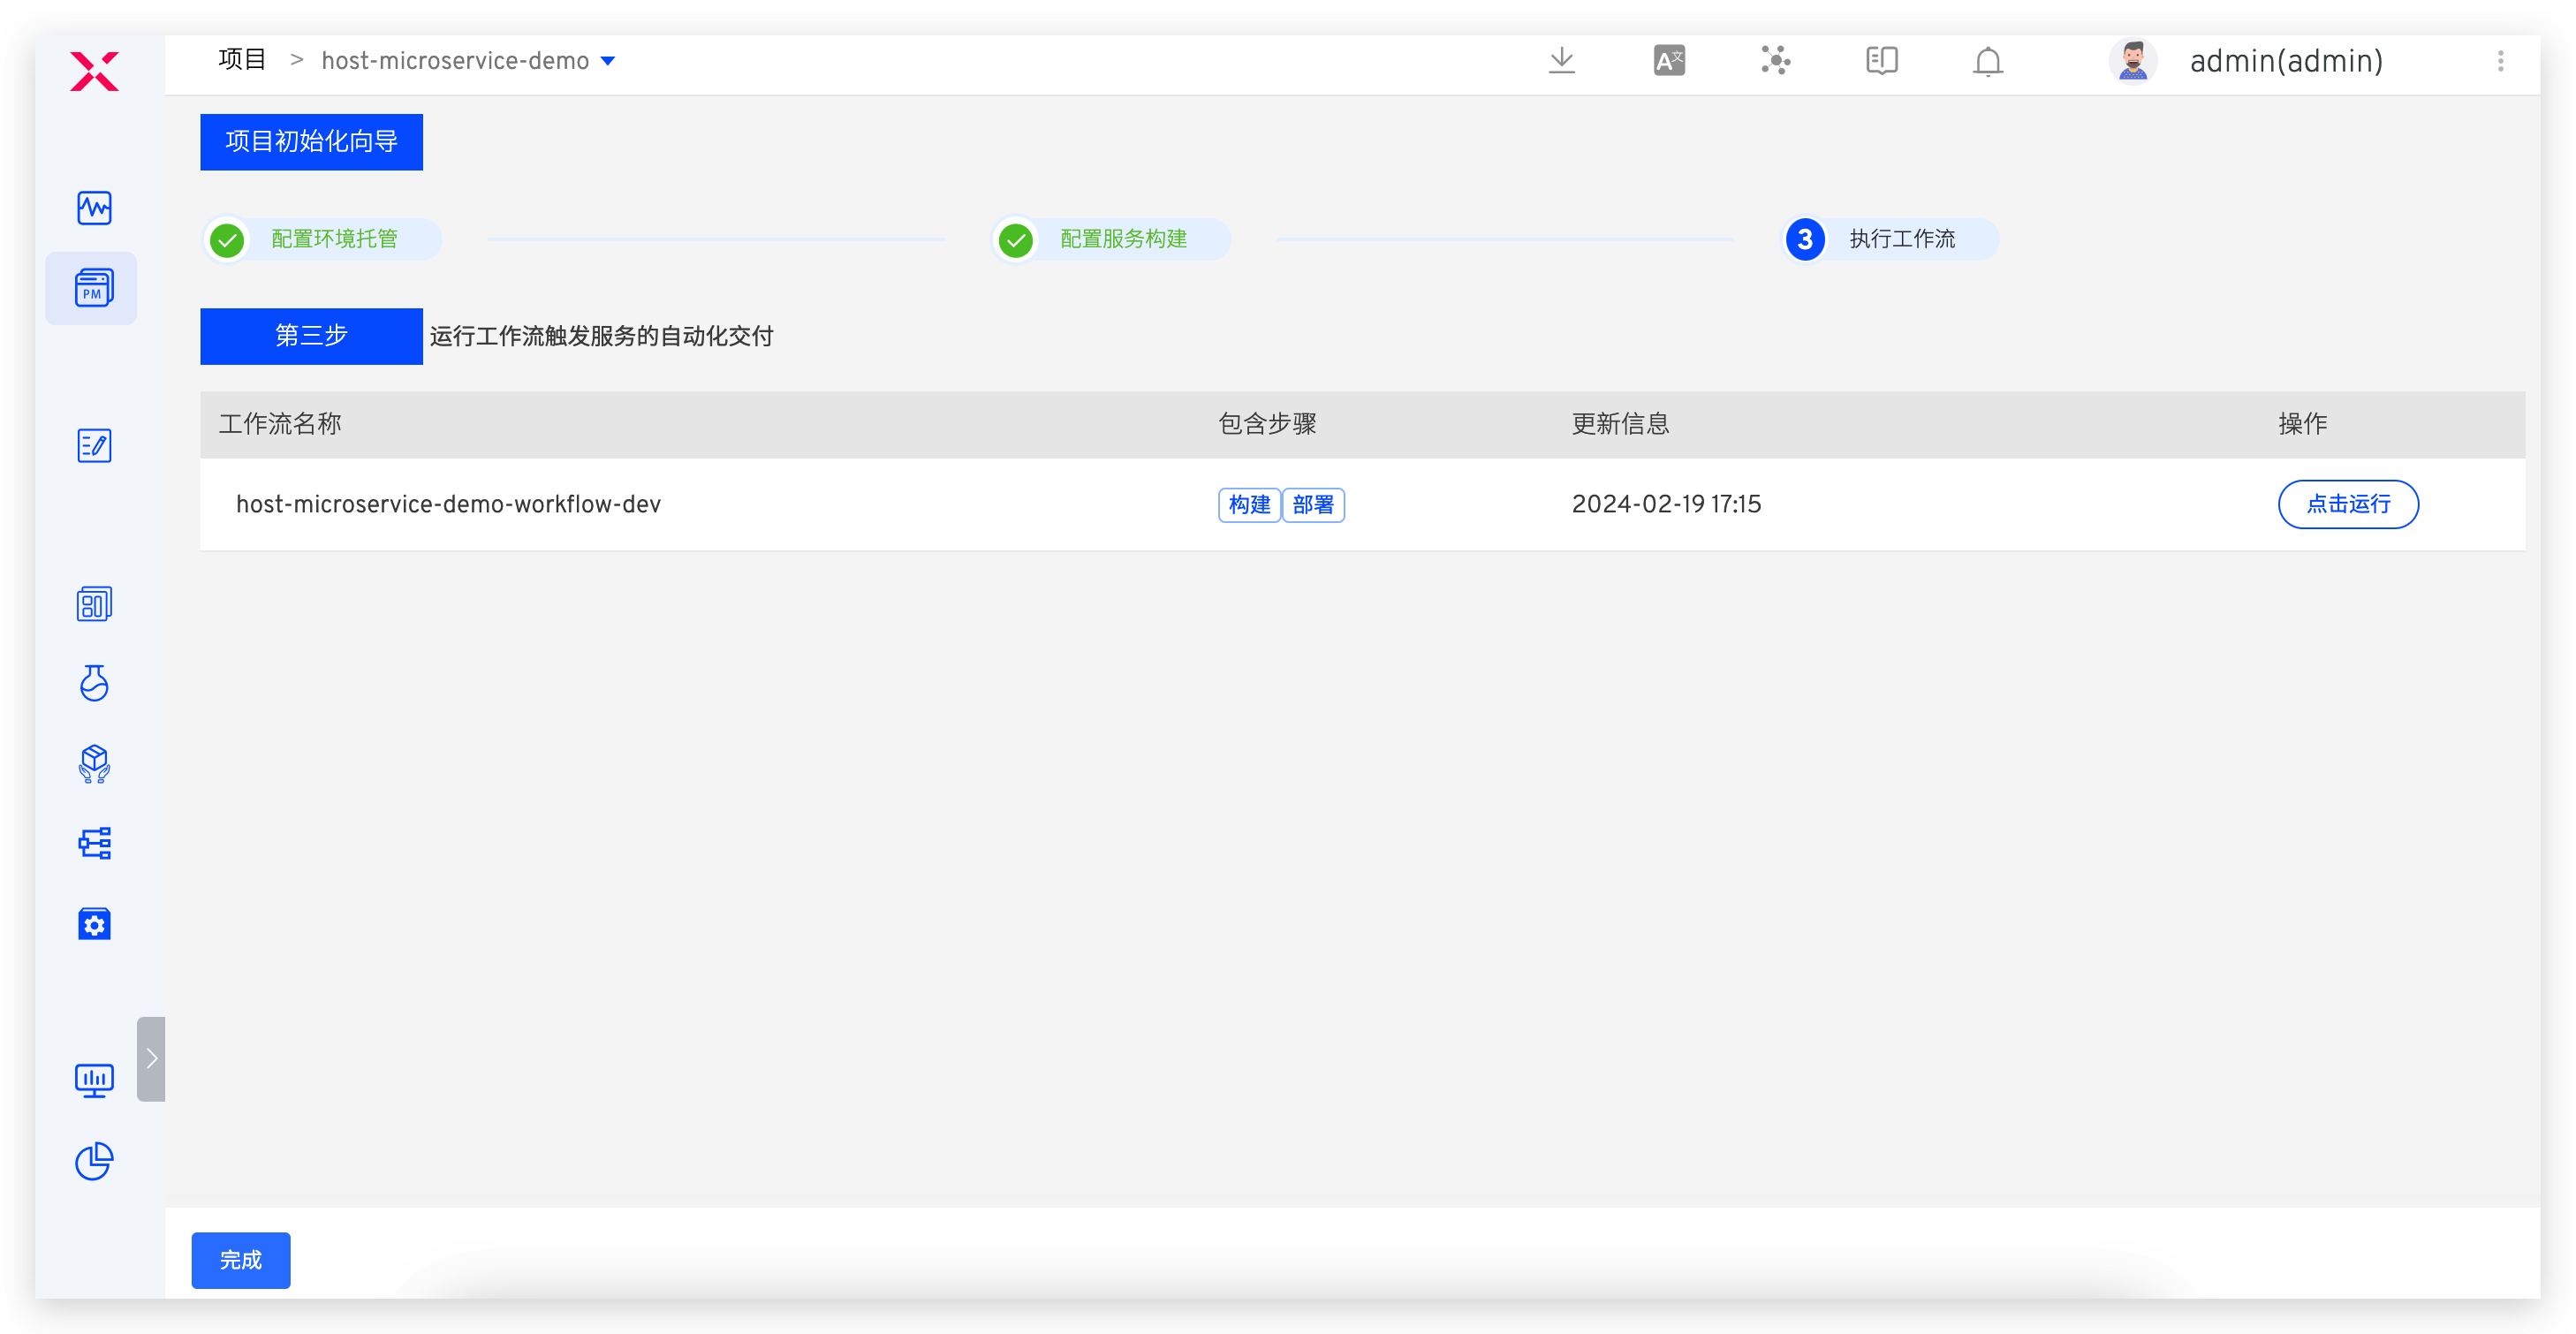 项目 > host-microservice-demo
admin(admin)
项目初始化向导
配置环境托管
配置服务构建
3 执行工作流
第三步 运行工作流触发服务的自动化交付
工作流名称 包含步骤 更新信息 操作
host-microservice-demo-workflow-dev 构建 部署 2024-02-19 17:15 点击运行
PM
完成